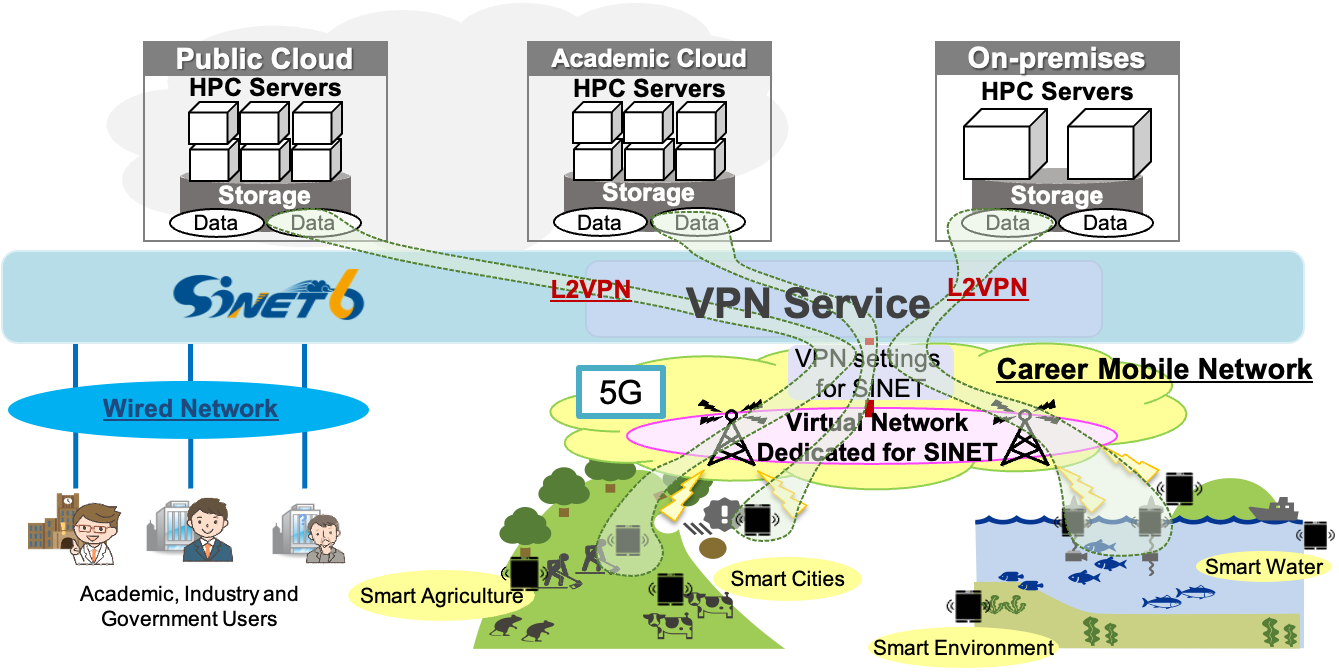 Public Cloud
HPC Servers
Storage
Data
Data
Academic Cloud
HPC Servers
Storage
Data
Data
On-premises
HPC Servers
Storage
Data
Data
SINET6
L2VPN
VPN Service
L2VPN
VPN settings
for SINET
Career Mobile Network
5G
Virtual Network
Dedicated for SINET
Wired Network
Academic, Industry and
Government Users
Smart Agriculture
Smart Cities
Smart Water
Smart Environment